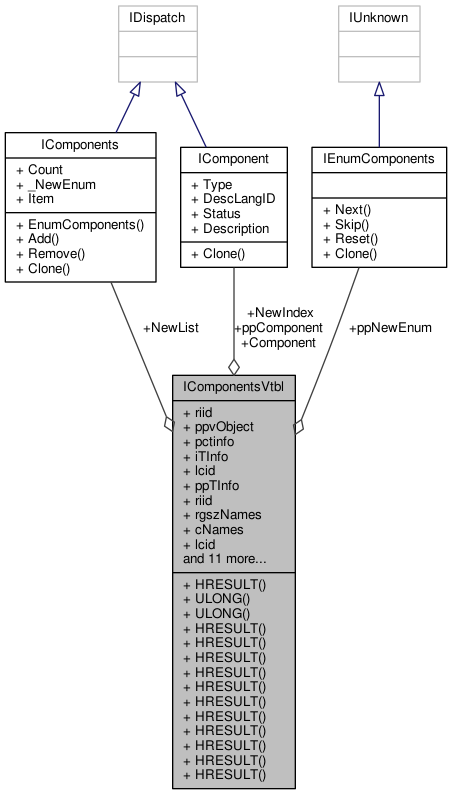 IDispatch
IUnknown
IComponents
+ Count
+ _NewEnum
+ Item
+ EnumComponents()
+ Add()
+ Remove()
+ Clone()
IComponent
+ Type
+ DescLangID
+ Status
+ Description
+ Clone()
IEnumComponents
+ Next()
+ Skip()
+ Reset()
+ Clone()
+NewList
+NewIndex
+ppComponent
+Component
+ppNewEnum
IComponentsVtbl
+ riid
+ ppvObject
+ pctinfo
+ iTInfo
+ lcid
+ ppTInfo
+ riid
+ rgszNames
+ cNames
+ lcid
and 11 more...
+ HRESULT()
+ ULONG()
+ ULONG()
+ HRESULT()
+ HRESULT()
+ HRESULT()
+ HRESULT()
+ HRESULT()
+ HRESULT()
+ HRESULT()
+ HRESULT()
+ HRESULT()
+ HRESULT()
+ HRESULT()